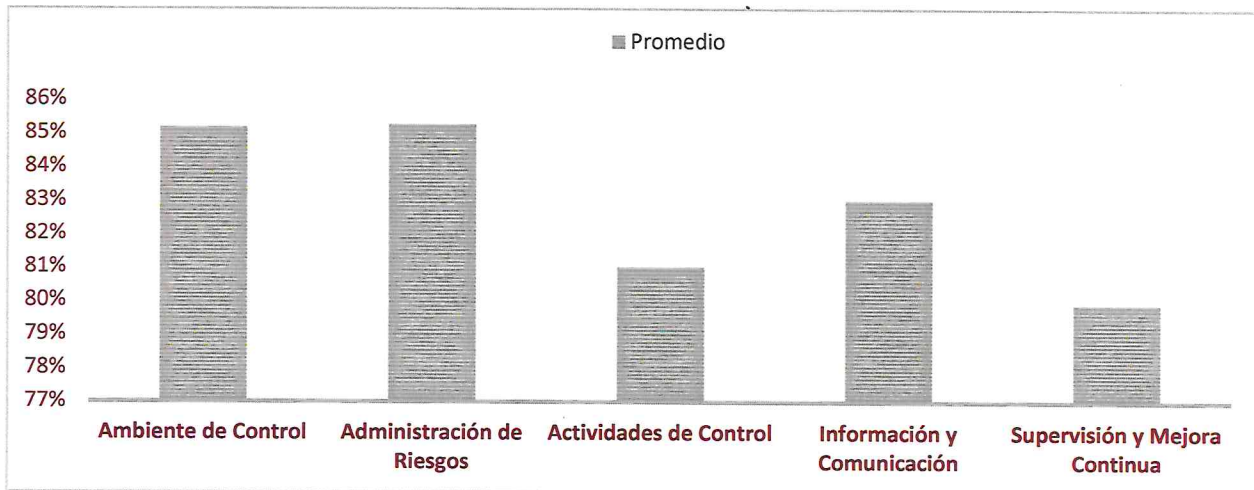 Promedio
86%
85%
84%
83%
82%
81%
80%
79%
78%
77%
Ambiente de Control
Administración de
Riesgos
Actividades de Control
Información y
Comunicación
Supervisión y Mejora
Continua